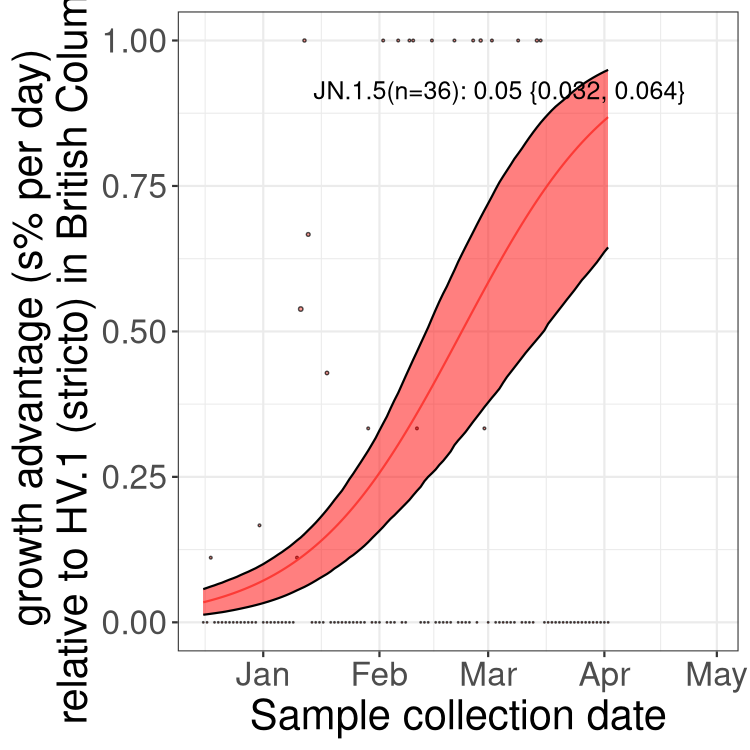 growth advantage (s% per day)
relative to HV.1 (stricto) in British Colum
1.00
JN.1.5(n=36): 0.05 {0.032, 0.064}
0.75
0.50
0.25
0.00
Jan Feb Mar Apr May
Sample collection date